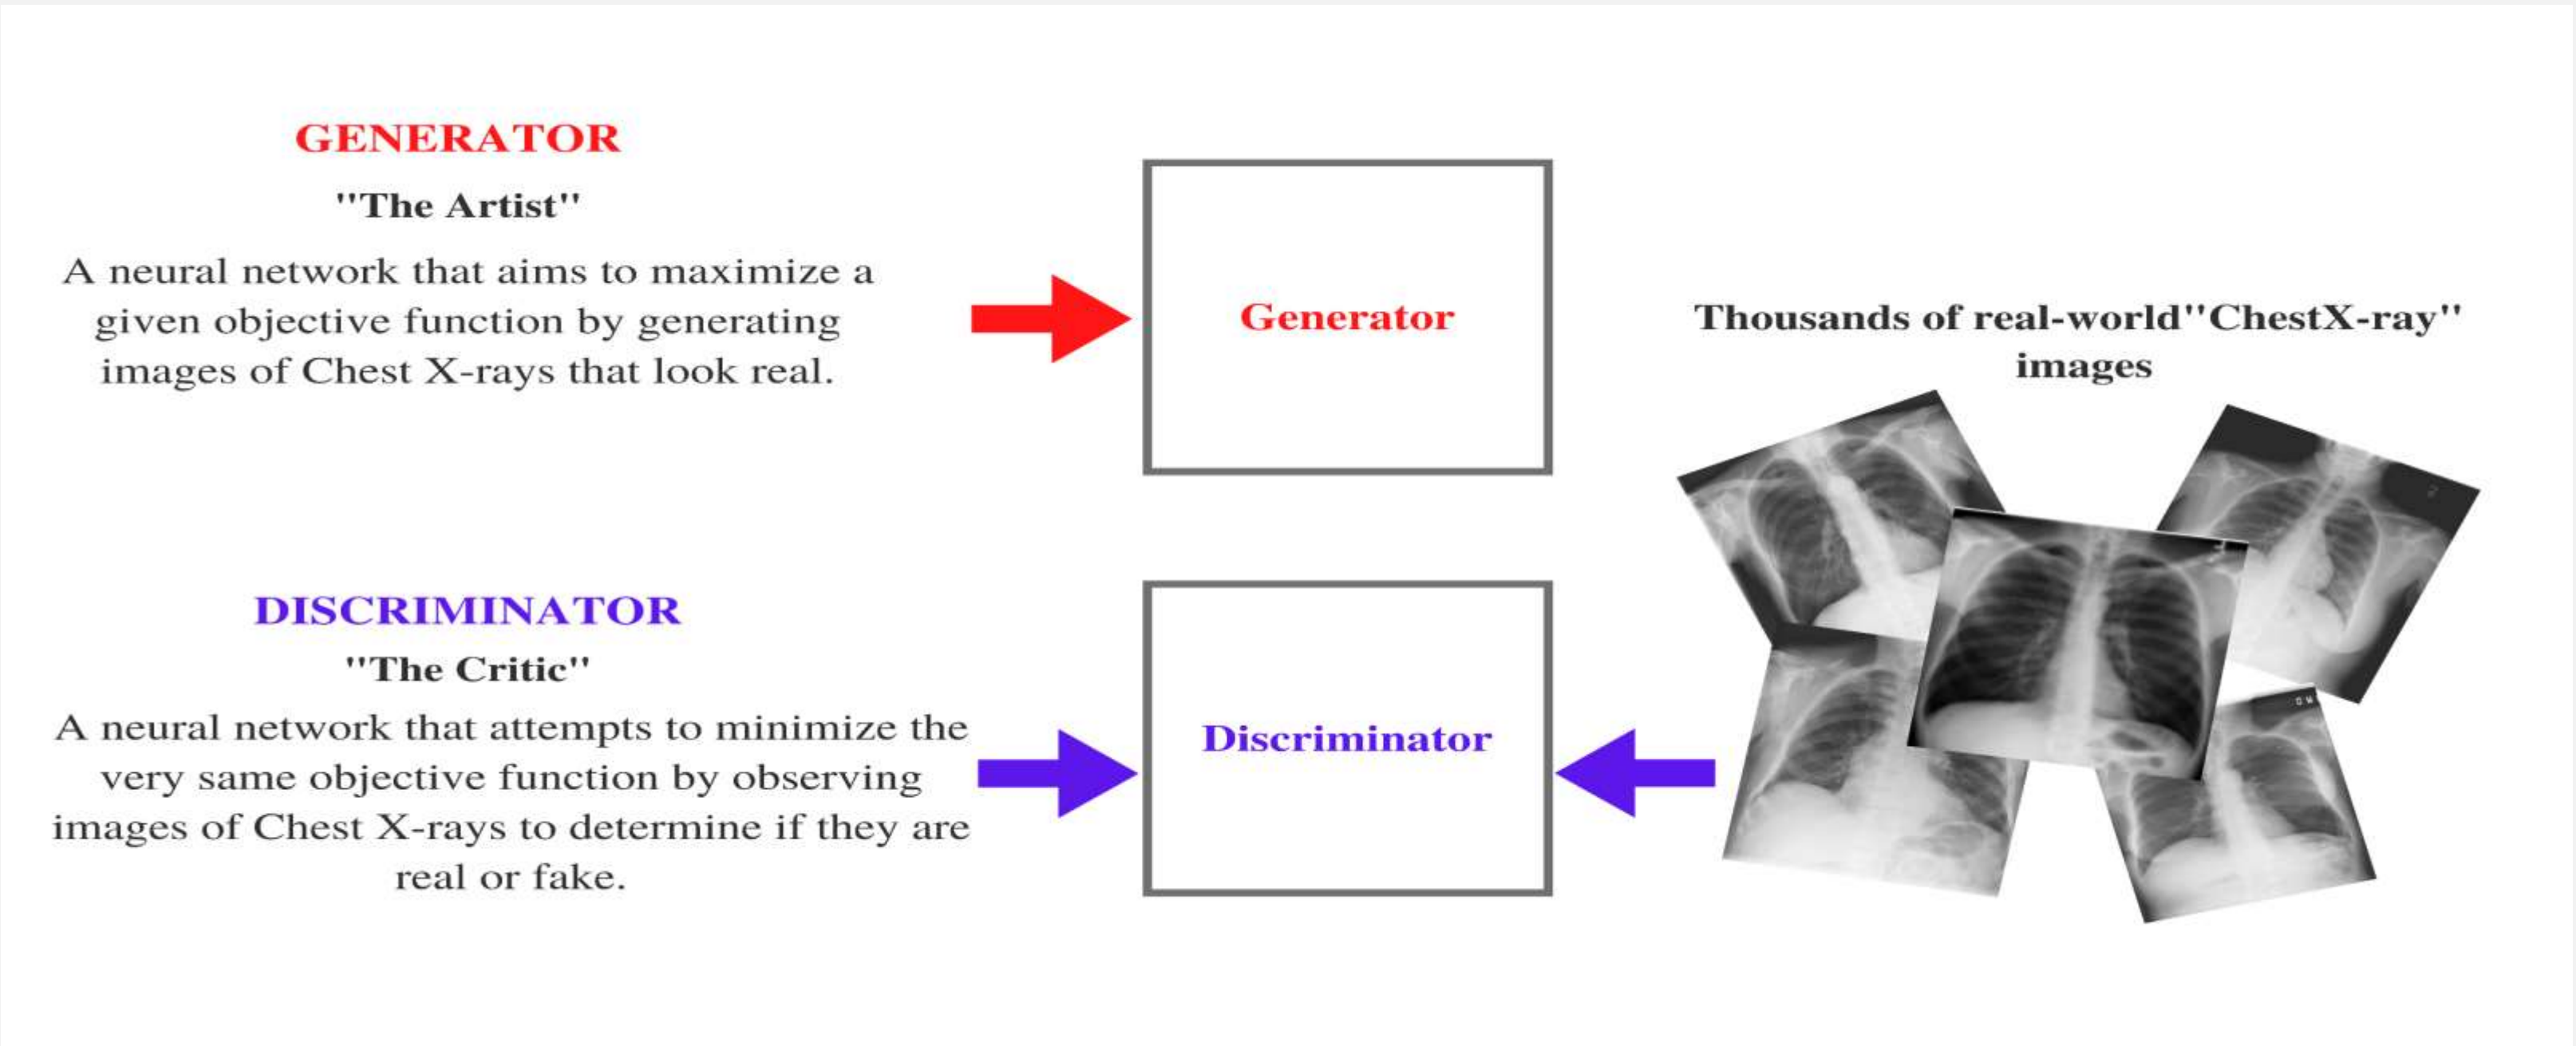 GENERATOR
"The Artist"
A neural network that aims to maximize a
given objective function by generating
images of Chest X-rays that look real.
Generator
Thousands of real-world"ChestX-ray"
images
DISCRIMINATOR
"The Critic"
A neural network that attempts to minimize the
very same objective function by observing
images of Chest X-rays to determine if they are
real or fake.
Discriminator